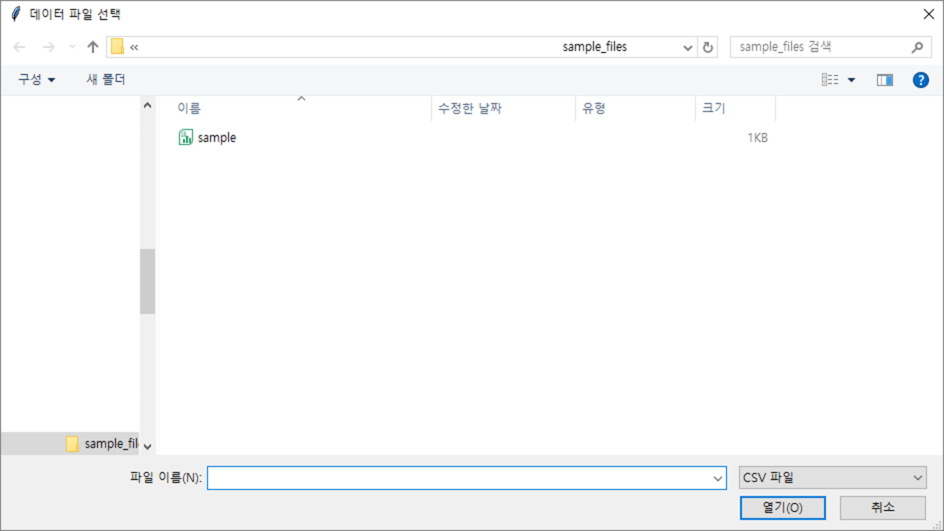 데이터 파일 선택
« sample_files sample_files 검색
구성 새 폴더
이름 수정한 날짜 유형 크기
sample 1KB
sample_fil
파일 이름(N): CSV 파일
열기(O) 취소